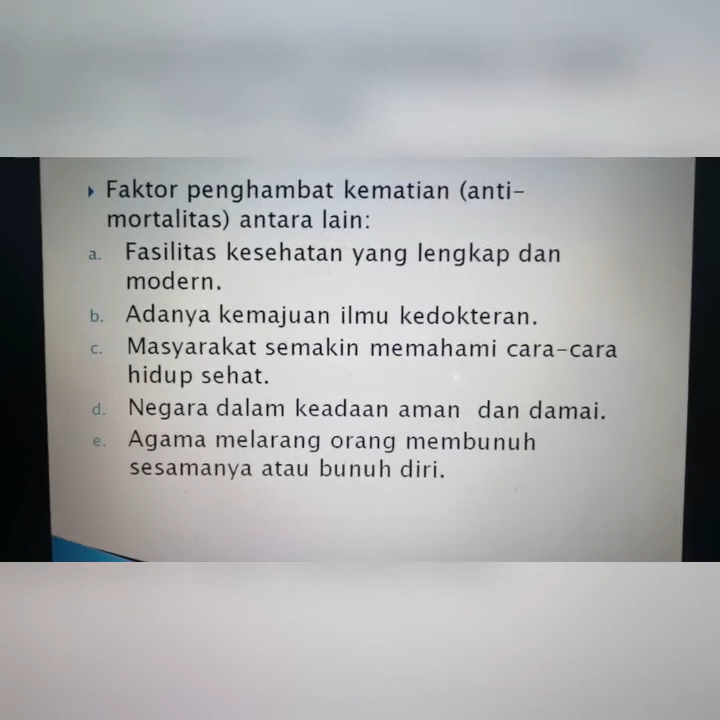 Faktor penghambat kematian (anti-
mortalitas) antara lain:
a. Fasilitas kesehatan yang lengkap dan
modern.
b. Adanya kemajuan ilmu kedokteran.
c. Masyarakat semakin memahami cara-cara
hidup sehat.
d. Negara dalam keadaan aman dan damai.
e. Agama melarang orang membunuh
sesamanya atau bunuh diri.